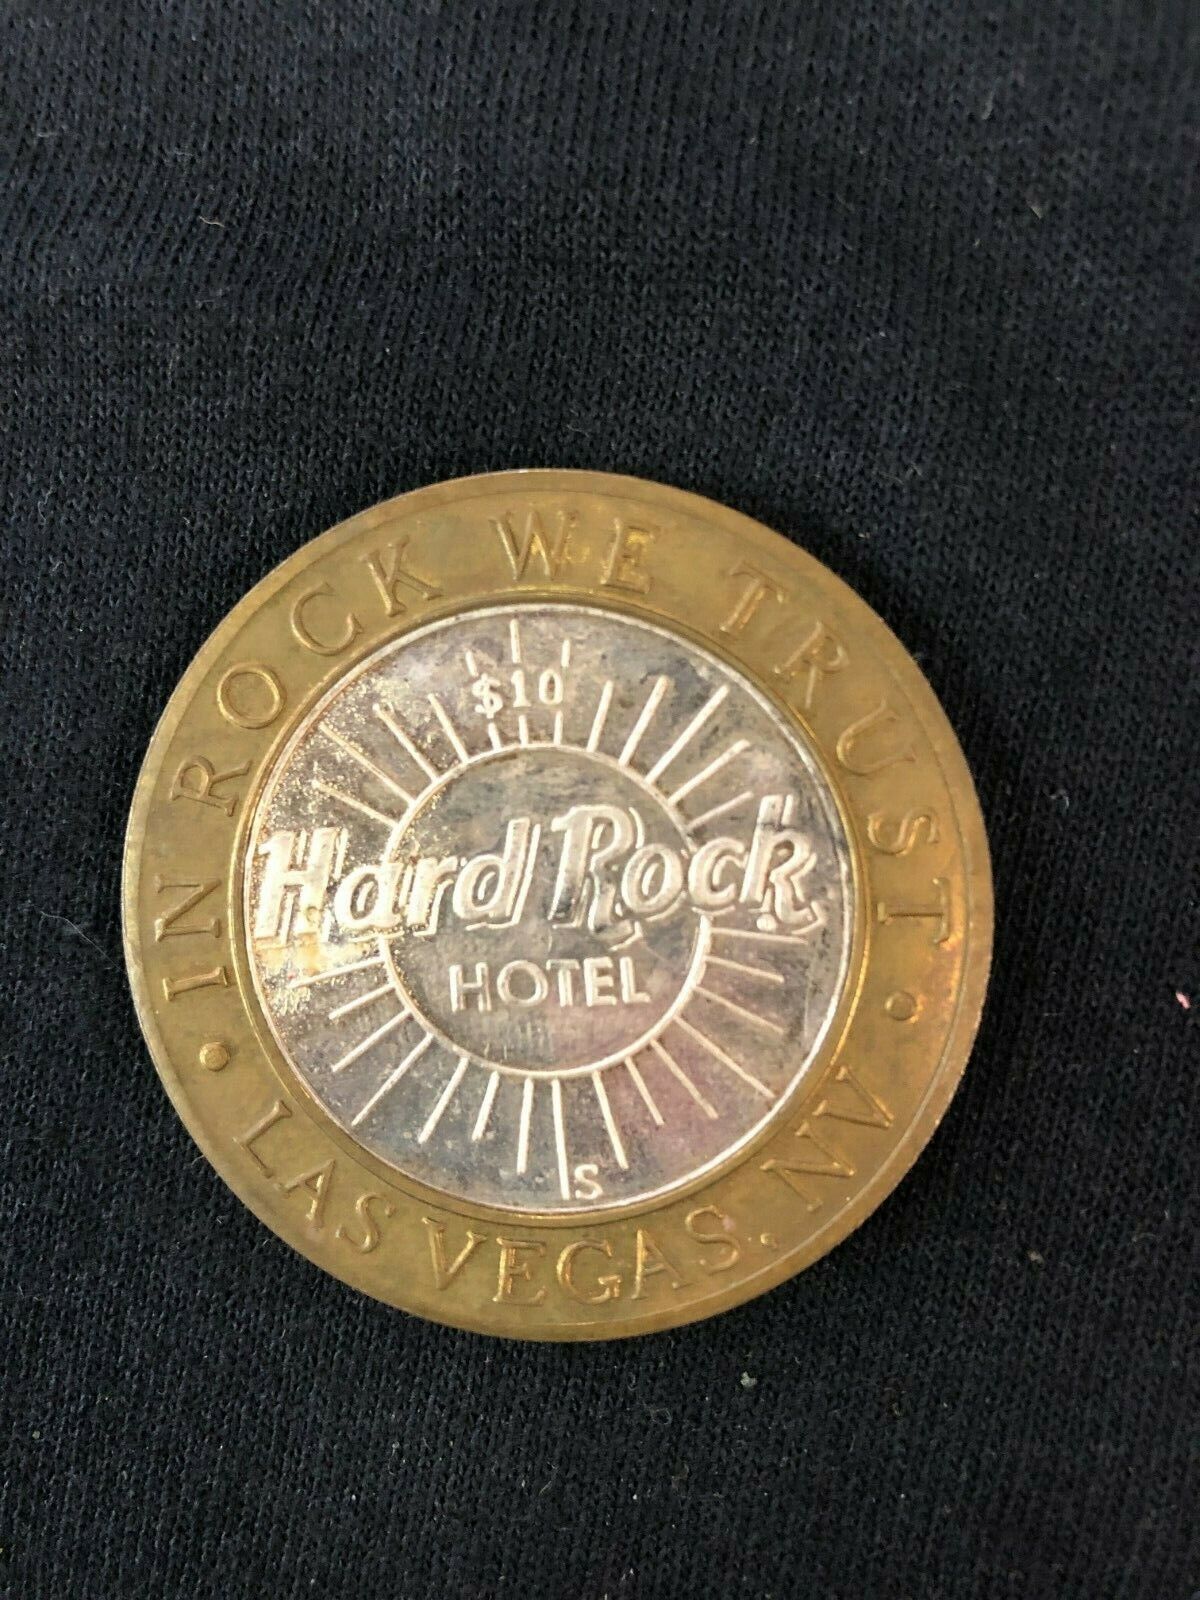 IN ROCK WE TRUST
$10
Hard Rock
HOTEL
S
• LAS VEGAS, NV •